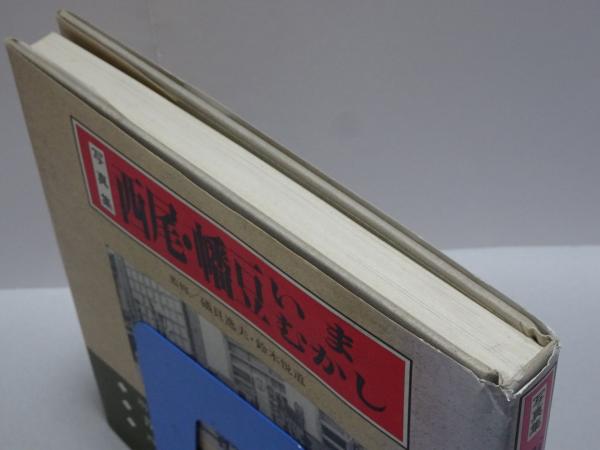 写真集
西尾・幡豆いまむかし
監修／磯貝逸夫・鈴木悦道
写真集